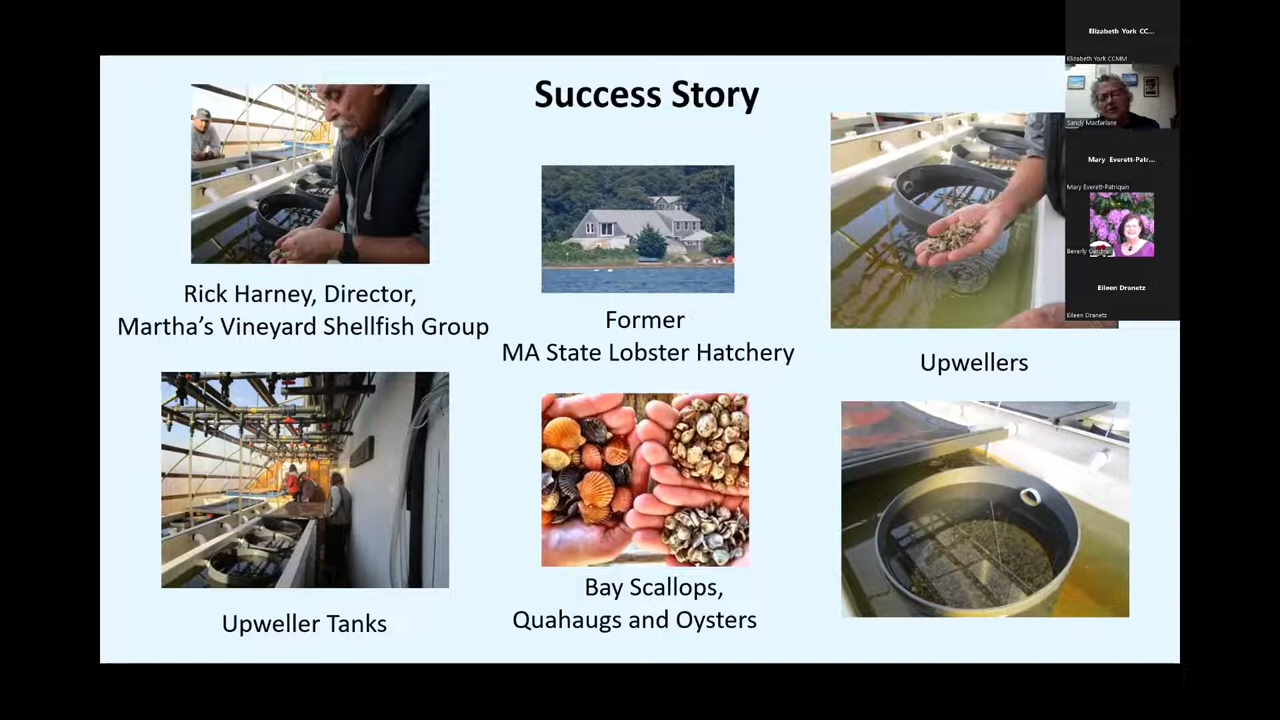 Success Story
Rick Harney, Director,
Martha's Vineyard Shellfish Group
Former
MA State Lobster Hatchery
Upwellers
Upweller Tanks
Bay Scallops,
Quahaugs and Oysters
Elizabeth York CC...
Elizabeth York CCMM
Sandy Macfarlane
Mary Everett-Patr...
Mary Everett-Patriquin
Beverly
Eileen Dranetz
Eileen Dranetz